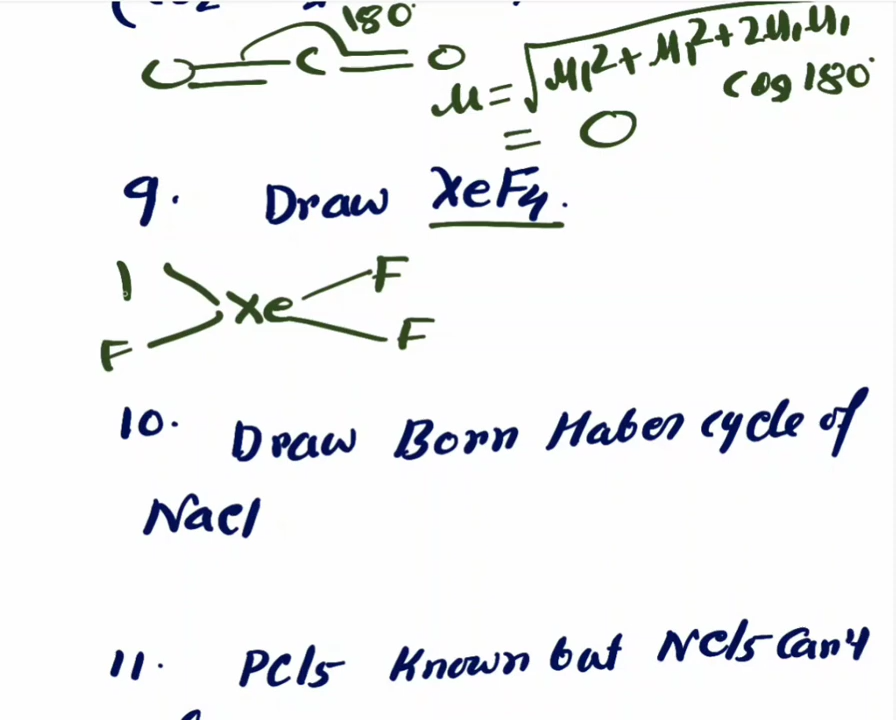 180°
O=C=O μ=√μ₁²+μ₁²+2μ₁μ₁
cos 180°
= 0
9. Draw XeF4.
Xe F
F F
10. Draw Born Haber cycle of
Nacl
11. PCl5 Known but NCl5 Can4